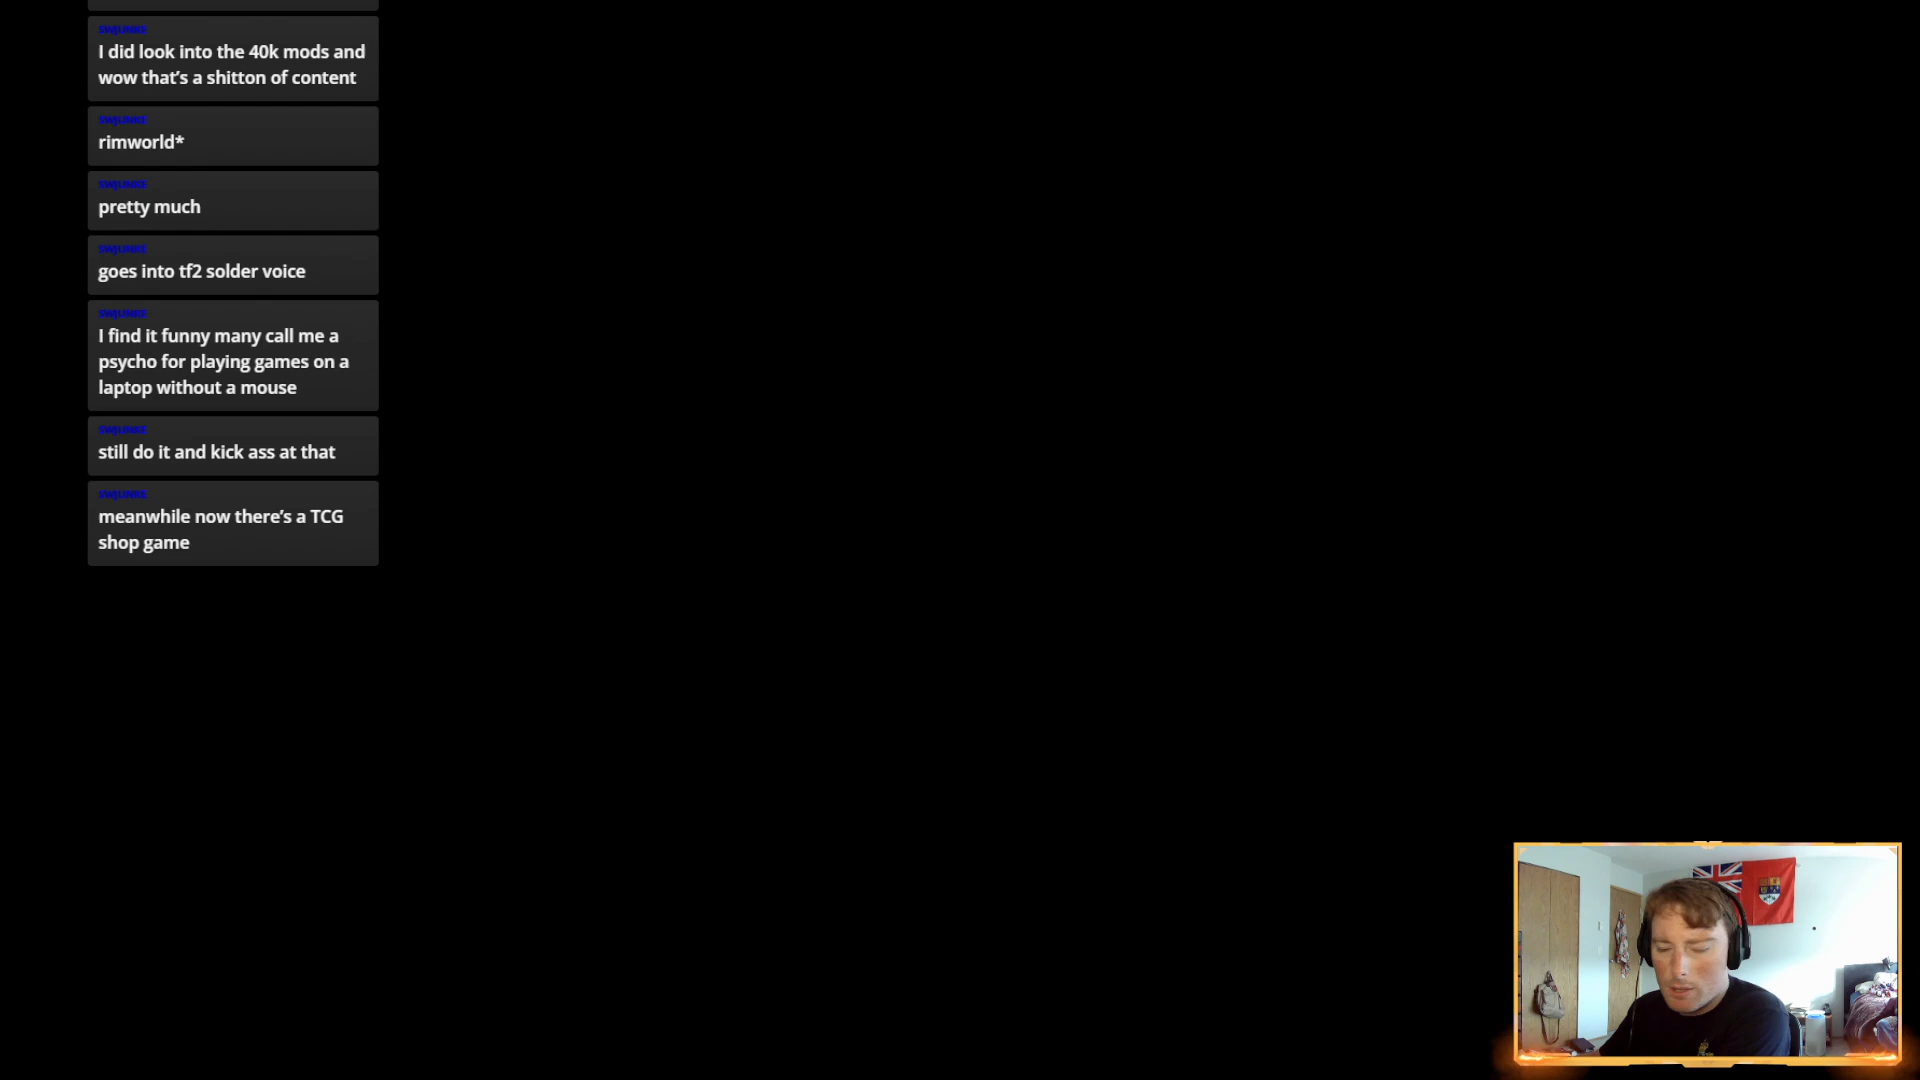 SWJUNKIE
I did look into the 40k mods and
wow that's a shitton of content
rimworld*
pretty much
goes into tf2 solder voice
I find it funny many call me a
psycho for playing games on a
laptop without a mouse
still do it and kick ass at that
meanwhile now there's a TCG
shop game